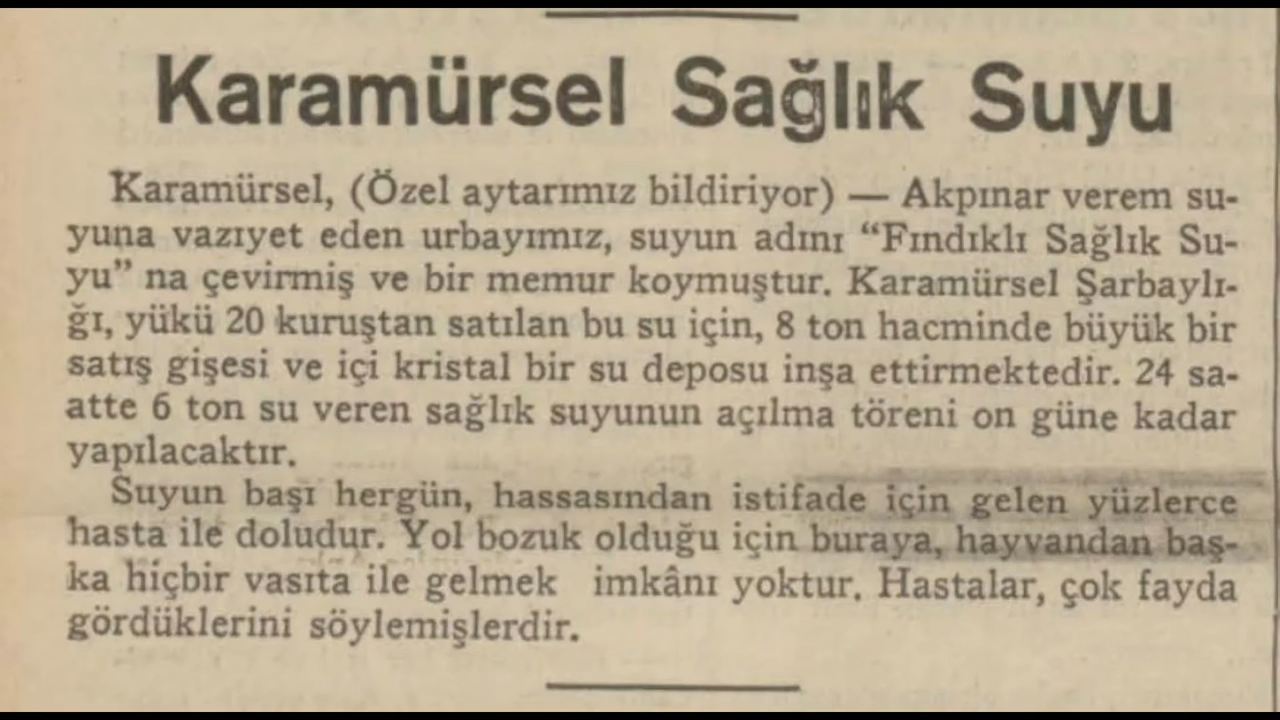 Karamürsel Sağlık Suyu
Karamürsel, (Özel aytarımız bildiriyor) — Akpınar verem su-
yuna vazıyet eden urbayımız, suyun adını “Fındıklı Sağlık Su-
yu” na çevirmiş ve bir memur koymuştur. Karamürsel Şarbaylı-
ğı, yükü 20 kuruştan satılan bu su için, 8 ton hacminde büyük bir
satış gişesi ve içi kristal bir su deposu inşa ettirmektedir. 24 sa-
atte 6 ton su veren sağlık suyunun açılma töreni on güne kadar
yapılacaktır.
Suyun başı hergün, hassasından istifade için gelen yüzlerce
hasta ile doludur. Yol bozuk olduğu için buraya, hayvandan baş-
ka hiçbir vasıta ile gelmek imkânı yoktur. Hastalar, çok fayda
gördüklerini söylemişlerdir.